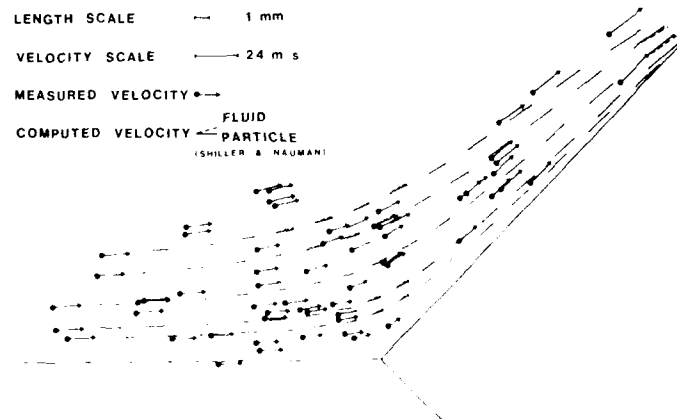 LENGTH SCALE 1 mm
VELOCITY SCALE 24 m s
MEASURED VELOCITY
COMPUTED VELOCITY FLUID
PARTICLE
(SHILLER & NAUMAN)